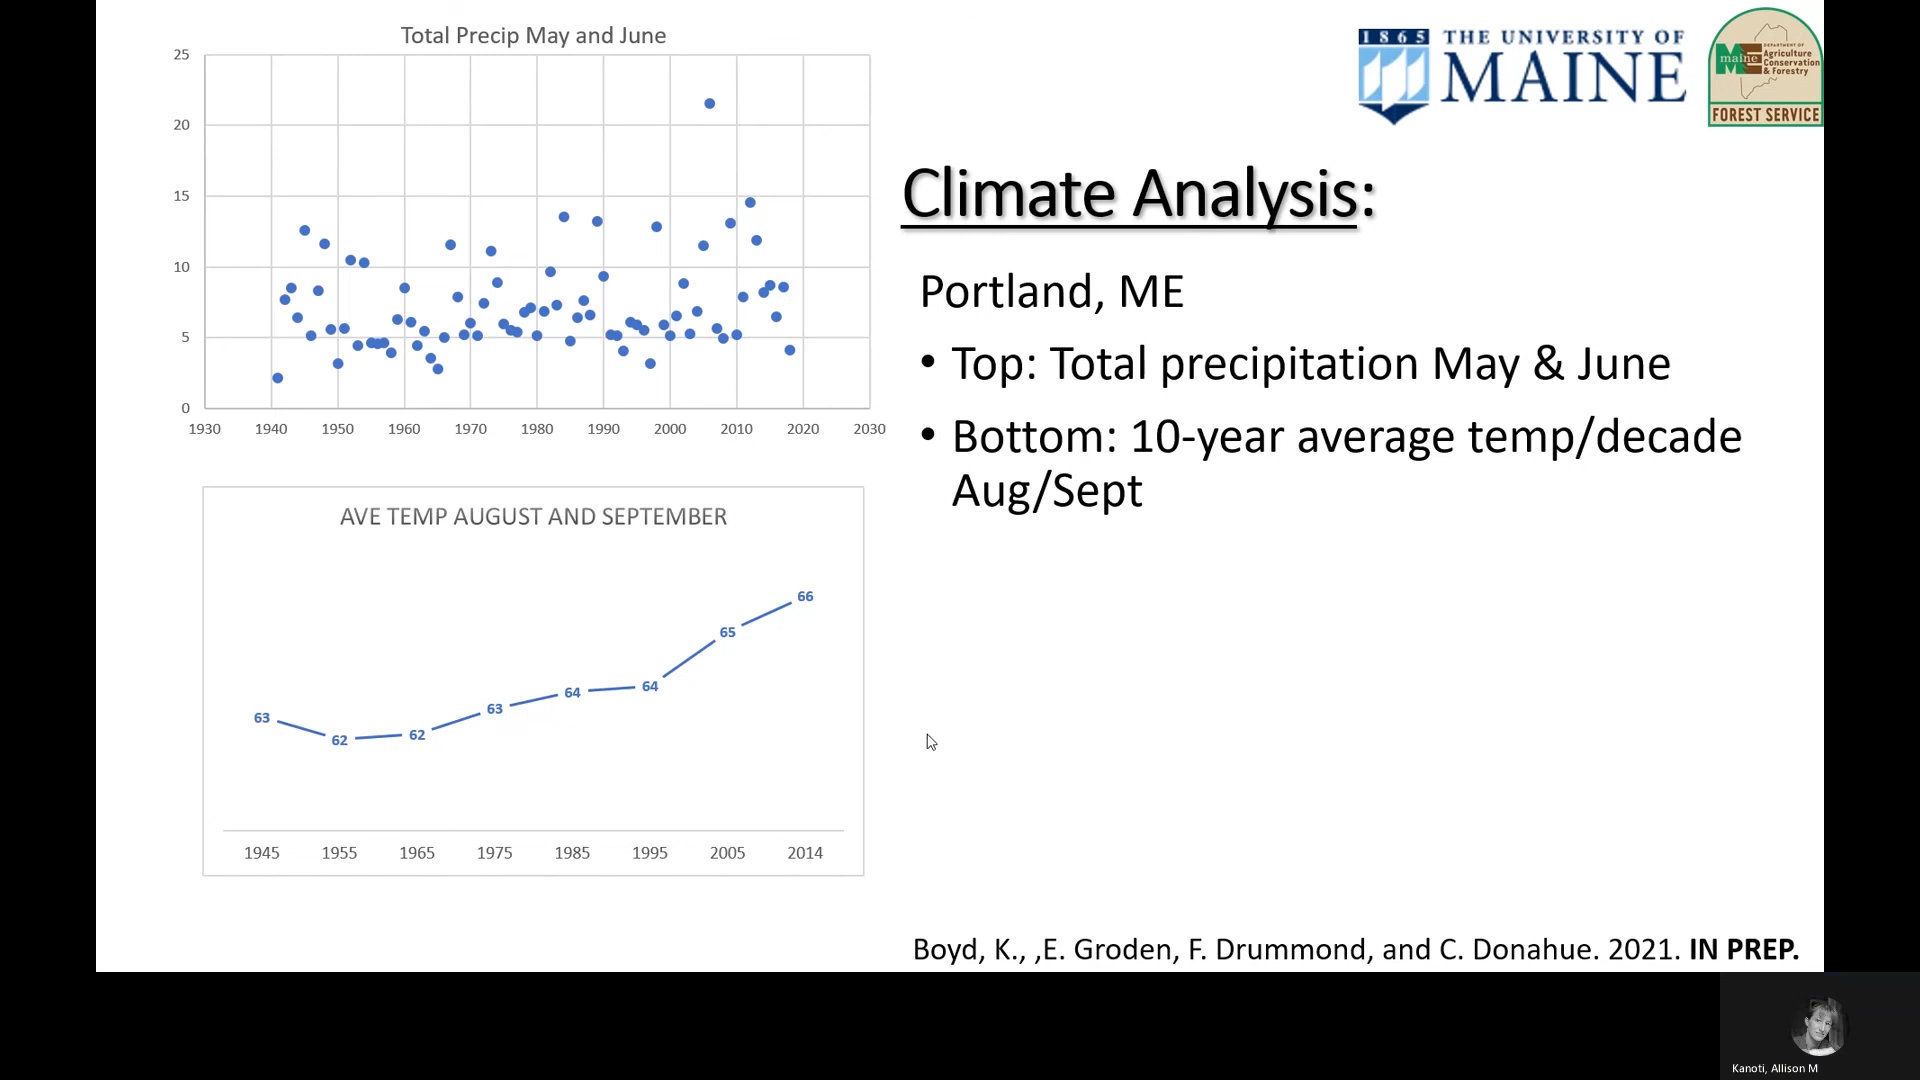 Total Precip May and June
25
20
15
10
5
0
1930 1940 1950 1960 1970 1980 1990 2000 2010 2020 2030
AVE TEMP AUGUST AND SEPTEMBER
63 62 62 63 64 64 65 66
1945 1955 1965 1975 1985 1995 2005 2014
1865 THE UNIVERSITY OF
MAINE
DEPARTMENT OF
maine Agriculture
Conservation
& Forestry
FOREST SERVICE
Climate Analysis:
Portland, ME
• Top: Total precipitation May & June
• Bottom: 10-year average temp/decade
Aug/Sept
Boyd, K., ,E. Groden, F. Drummond, and C. Donahue. 2021. IN PREP.
Kanoti, Allison M